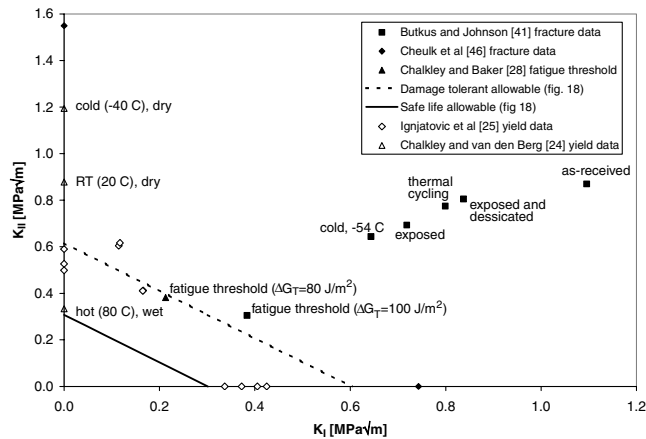 1.6
1.4
1.2
1.0
0.8
0.6
0.4
0.2
0.0
K_II [MPa√m]
Butkus and Johnson [41] fracture data
Cheulk et al [46] fracture data
Chalkley and Baker [28] fatigue threshold
Damage tolerant allowable (fig. 18)
Safe life allowable (fig 18)
Ignjatovic et al [25] yield data
Chalkley and van den Berg [24] yield data
cold (-40 C), dry
RT (20 C), dry
as-received
thermal
cycling
exposed and
dessicated
cold, -54 C
exposed
fatigue threshold (ΔG_T=80 J/m²)
fatigue threshold (ΔG_T=100 J/m²)
hot (80 C), wet
0.0 0.2 0.4 0.6 0.8 1.0 1.2
K_I [MPa√m]